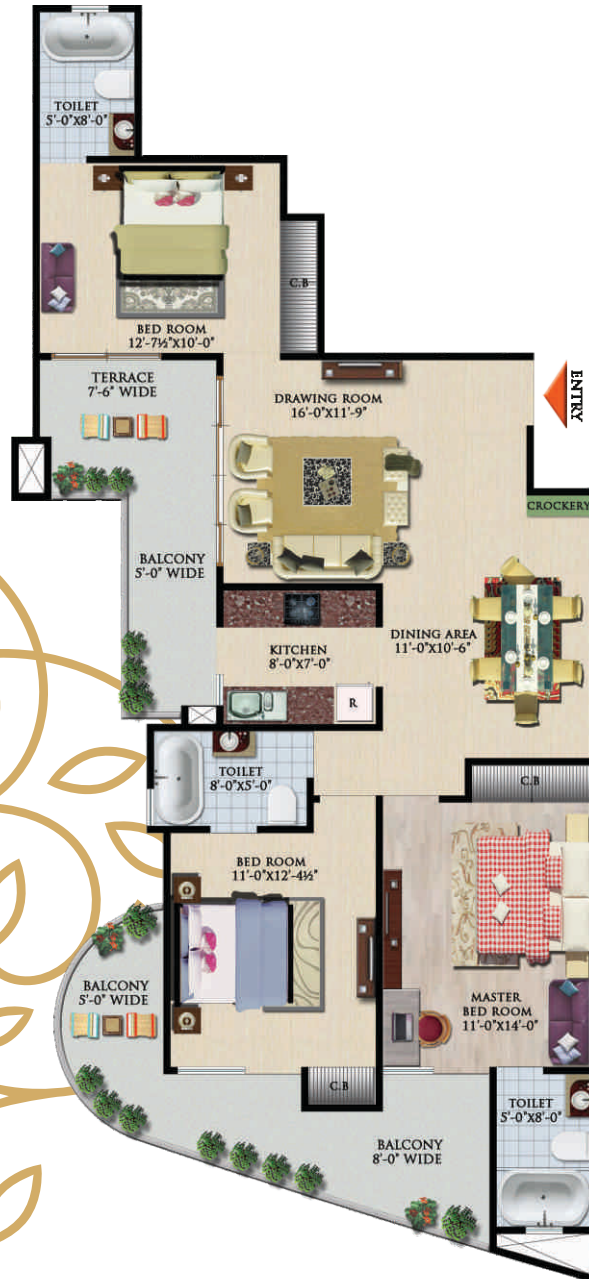 TOILET
5'-0"X8'-0"
C.B
BED ROOM
12'-7½"X10'-0"
TERRACE
7'-6" WIDE
DRAWING ROOM
16'-0"X11'-9"
ENTRY
CROCKERY
BALCONY
5'-0" WIDE
KITCHEN
8'-0"X7'-0"
DINING AREA
11'-0"X10'-6"
R
TOILET
8'-0"X5'-0"
C.B
BED ROOM
11'-0"X12'-4½"
BALCONY
5'-0" WIDE
MASTER
BED ROOM
11'-0"X14'-0"
C.B
TOILET
5'-0"X8'-0"
BALCONY
8'-0" WIDE